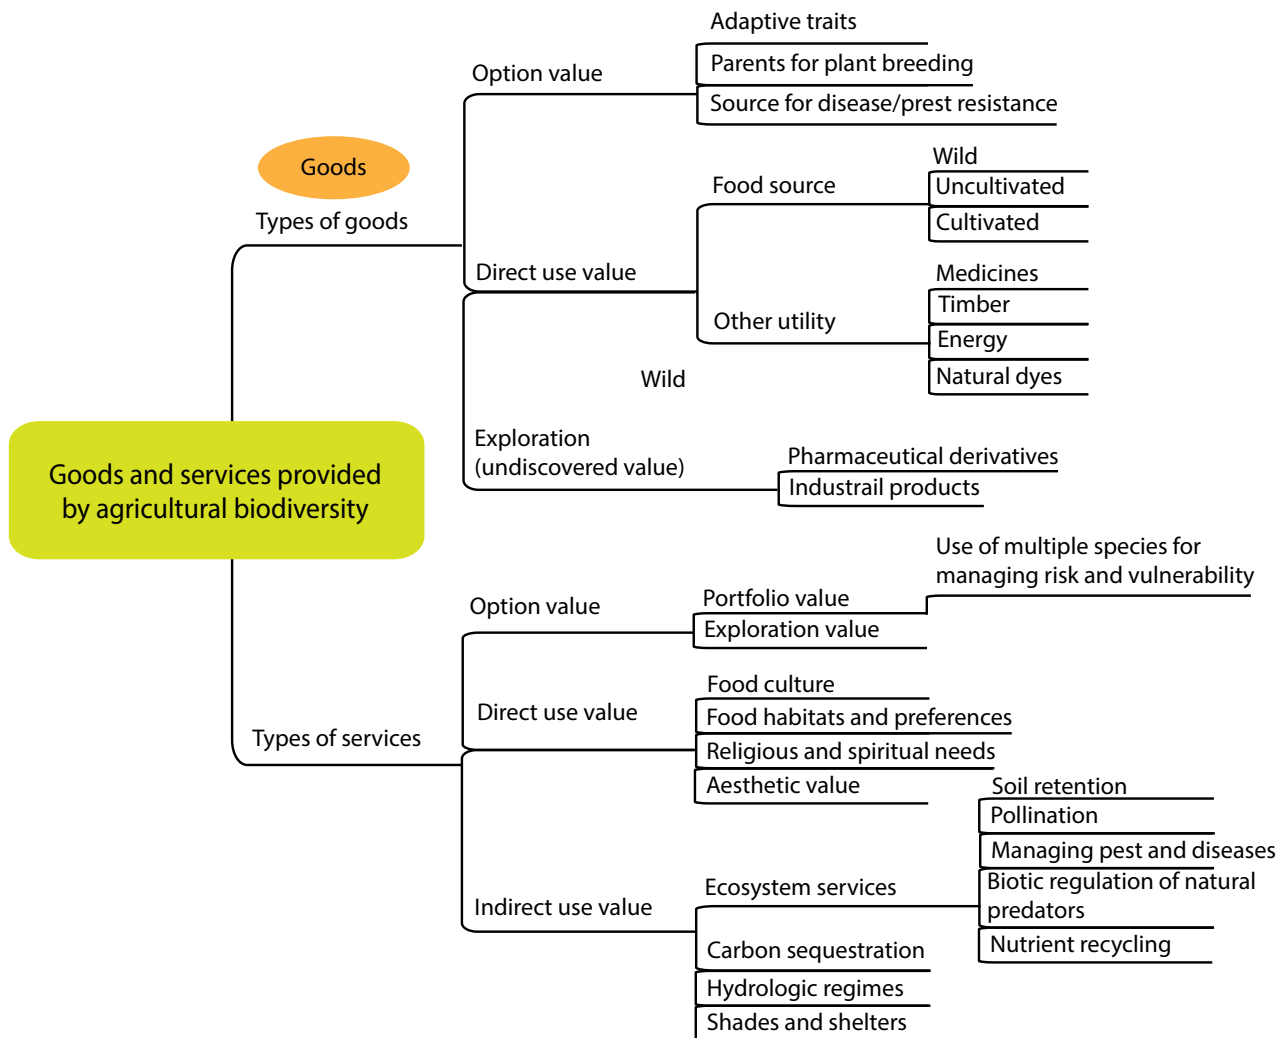 Adaptive traits
Option value
Parents for plant breeding
Source for disease/prest resistance
Goods
Types of goods
Wild
Food source
Uncultivated
Cultivated
Direct use value
Medicines
Other utility
Timber
Energy
Natural dyes
Wild
Exploration
(undiscovered value)
Pharmaceutical derivatives
Industrail products
Goods and services provided
by agricultural biodiversity
Use of multiple species for
managing risk and vulnerability
Option value
Portfolio value
Exploration value
Types of services
Direct use value
Food culture
Food habitats and preferences
Religious and spiritual needs
Aesthetic value
Soil retention
Pollination
Managing pest and diseases
Biotic regulation of natural
predators
Nutrient recycling
Indirect use value
Ecosystem services
Carbon sequestration
Hydrologic regimes
Shades and shelters